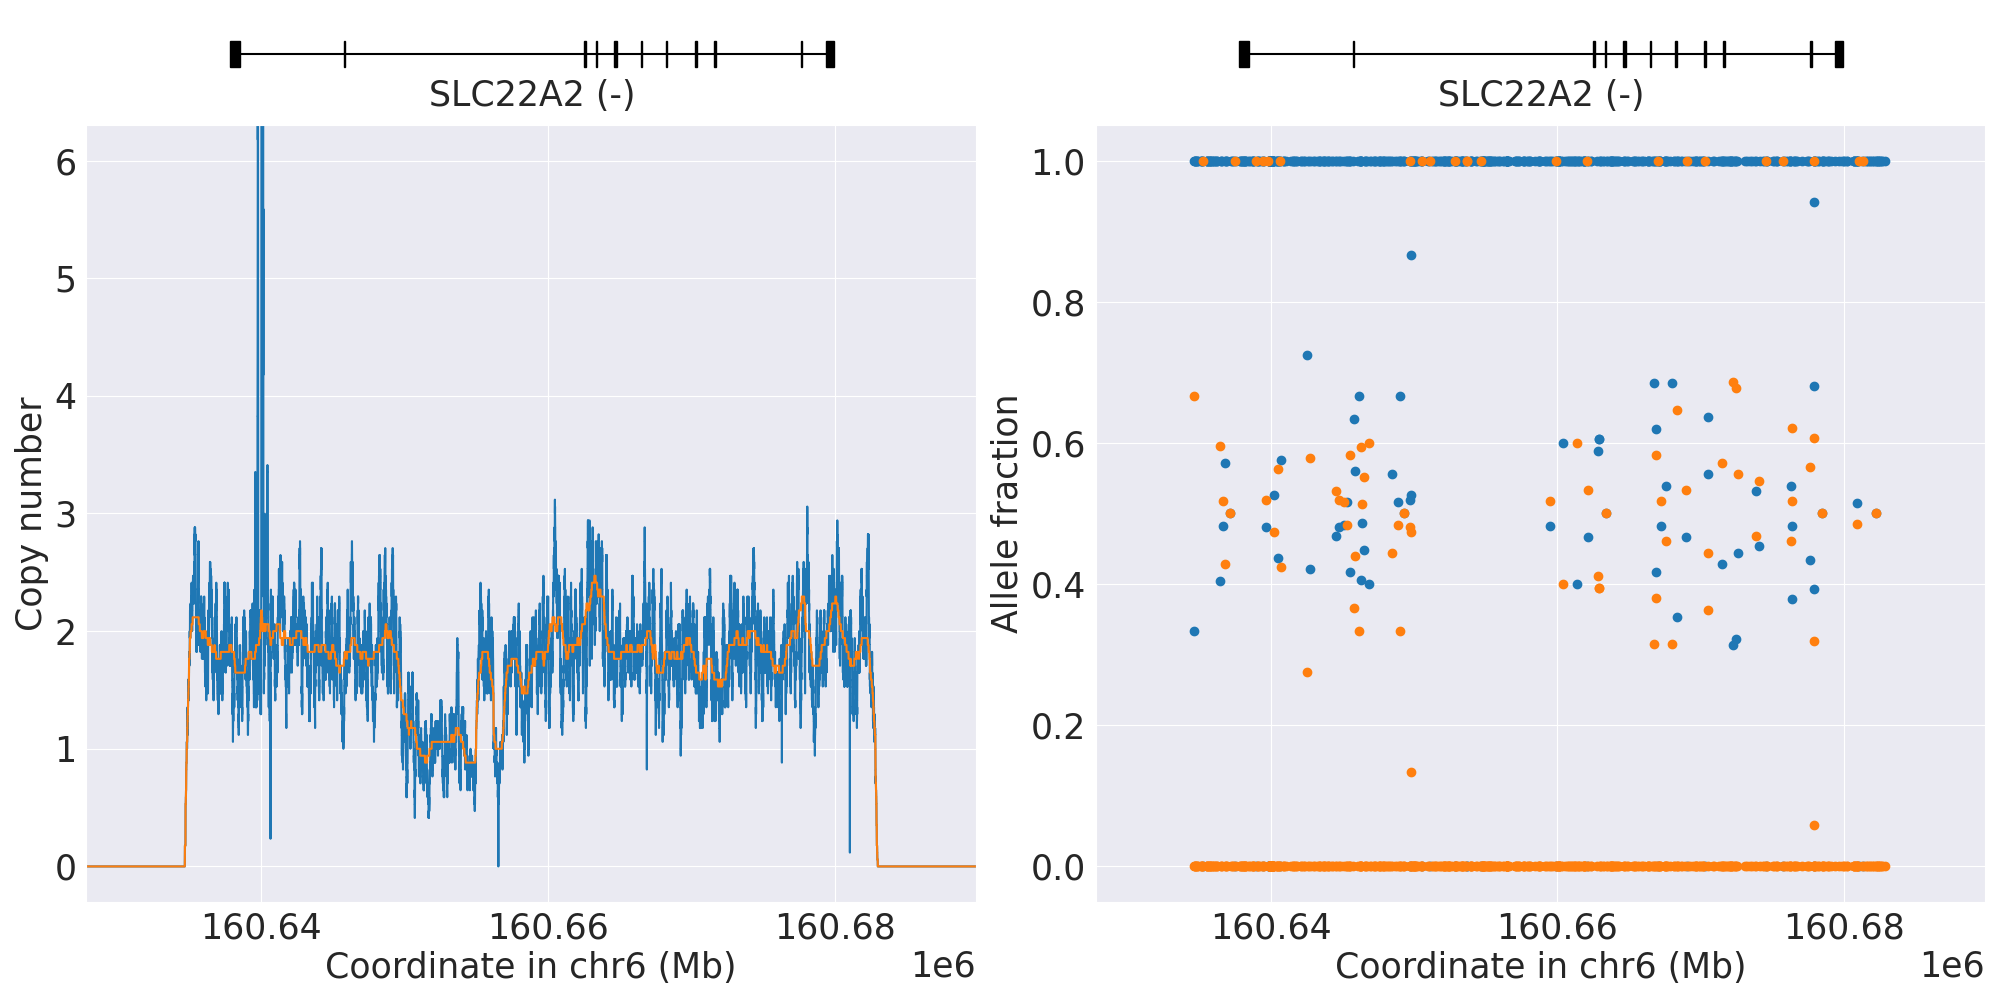 SLC22A2 (-)
6
5
4
3
2
1
0
Copy number
160.64
160.66
160.68
Coordinate in chr6 (Mb)
1e6
SLC22A2 (-)
1.0
0.8
0.6
0.4
0.2
0.0
Allele fraction
160.64
160.66
160.68
Coordinate in chr6 (Mb)
1e6